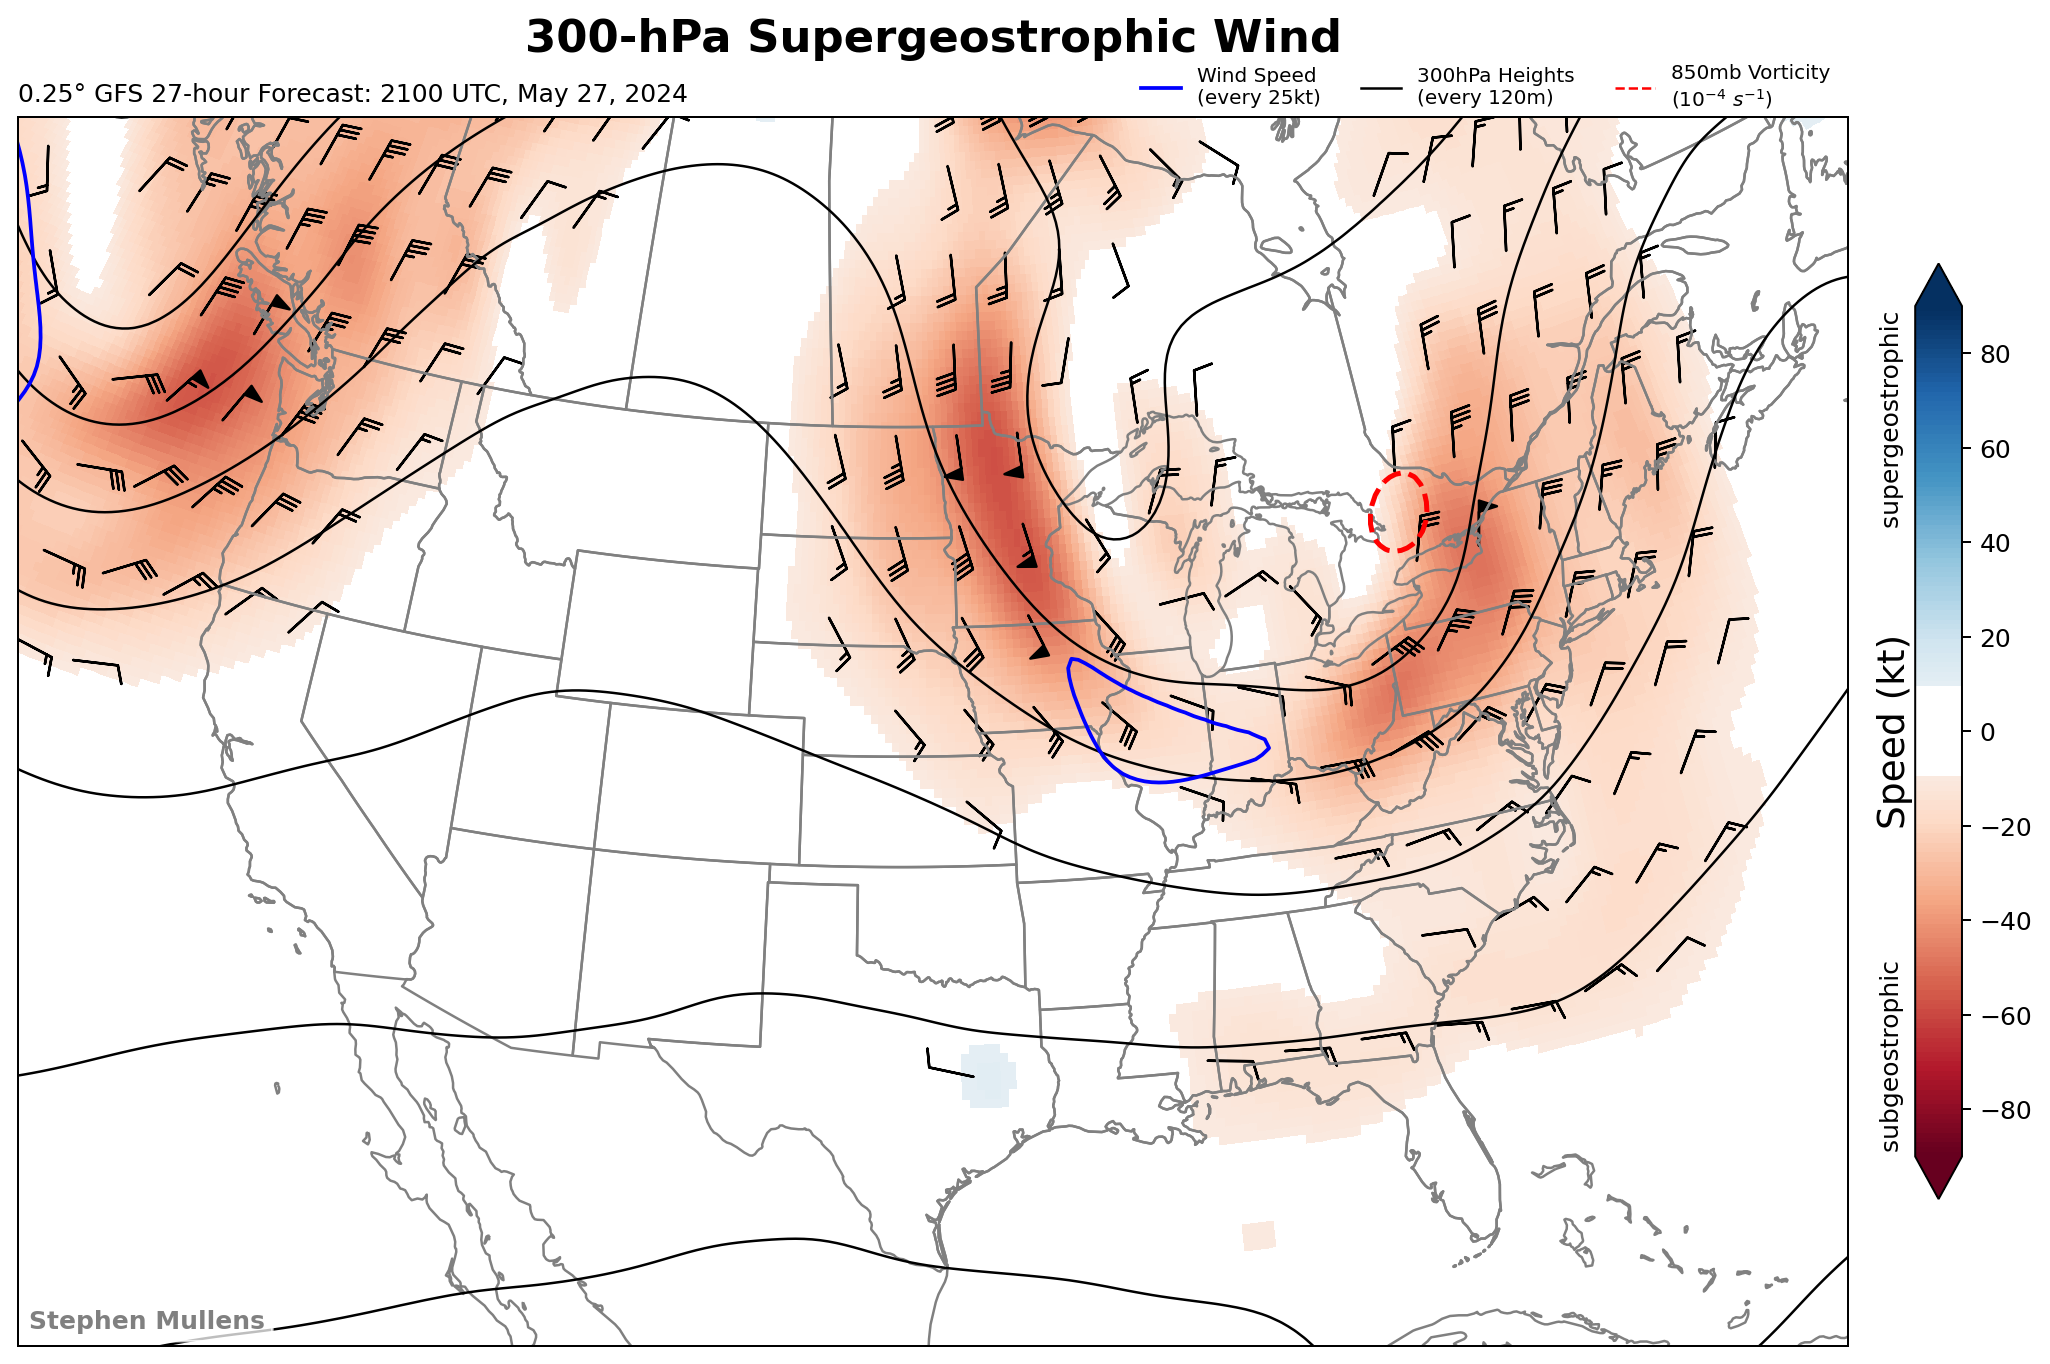 300-hPa Supergeostrophic Wind
0.25° GFS 27-hour Forecast: 2100 UTC, May 27, 2024
Wind Speed
(every 25kt)
300hPa Heights
(every 120m)
850mb Vorticity
(10⁻⁴ s⁻¹)
supergeostrophic
Speed (kt)
subgeostrophic
80
60
40
20
0
−20
−40
−60
−80
Stephen Mullens